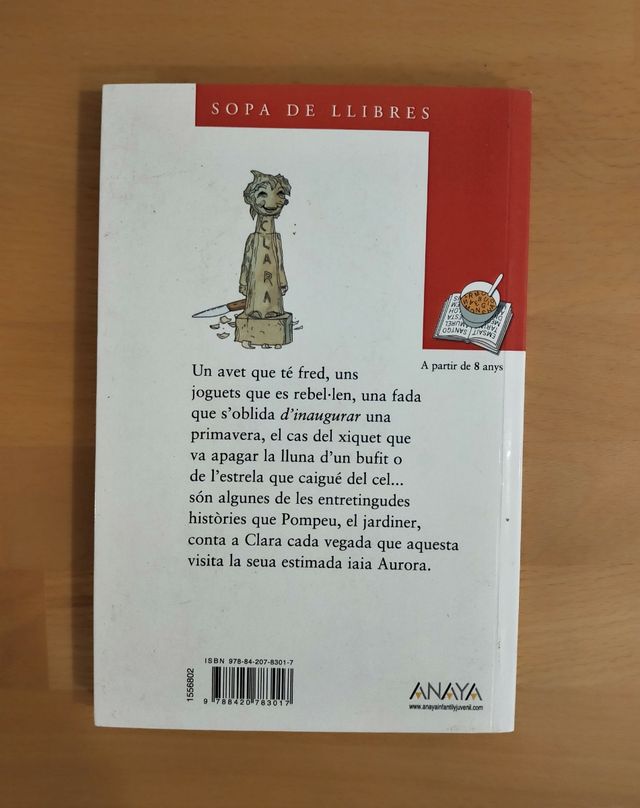 SOPA DE LLIBRES
CLARA
A partir de 8 anys
Un avet que té fred, uns
joguets que es rebel·len, una fada
que s'oblida d'inaugurar una
primavera, el cas del xiquet que
va apagar la lluna d'un bufit o
de l'estrela que caigué del cel...
són algunes de les entretingudes
històries que Pompeu, el jardiner,
conta a Clara cada vegada que aquesta
visita la seua estimada iaia Aurora.
ISBN 978-84-207-8301-7
1556802
9 788420 783017
ANAYA
www.anayainfantilyjuvenil.com